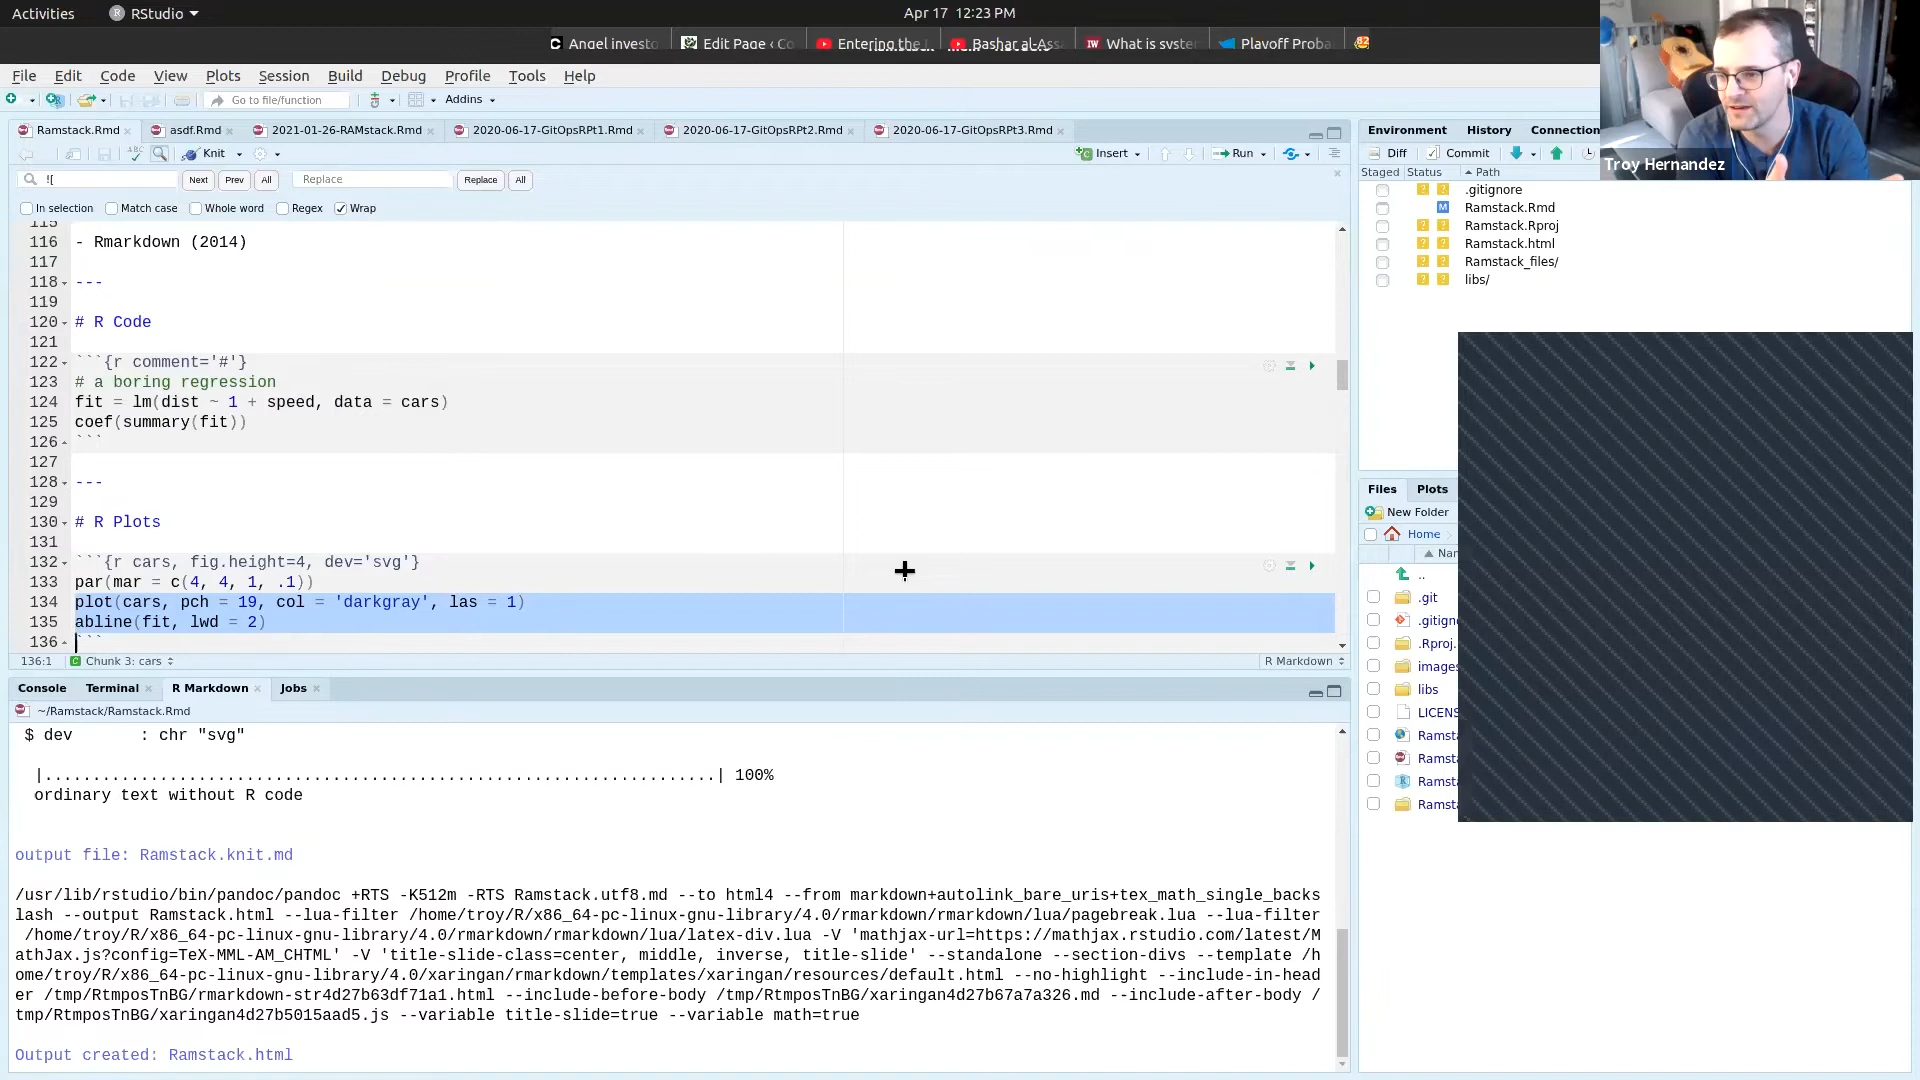 Activities RStudio Apr 17 12:23 PM
Angel investo Edit Page ‹ Co Entering the Bashar al-Ass What is syste Playoff Proba
File Edit Code View Plots Session Build Debug Profile Tools Help
Go to file/function Addins
Troy Hernandez
Ramstack.Rmd asdf.Rmd 2021-01-26-RAMstack.Rmd 2020-06-17-GitOpsRPt1.Rmd 2020-06-17-GitOpsRPt2.Rmd 2020-06-17-GitOpsRPt3.Rmd
ABC Knit Insert Run
![ Next Prev All Replace Replace All
In selection Match case Whole word Regex Wrap
115
116 - Rmarkdown (2014)
117
118 ---
119
120 # R Code
121
122 ```{r comment='#'}
123 # a boring regression
124 fit = lm(dist ~ 1 + speed, data = cars)
125 coef(summary(fit))
126 ```
127
128 ---
129
130 # R Plots
131
132 ```{r cars, fig.height=4, dev='svg'}
133 par(mar = c(4, 4, 1, .1))
134 plot(cars, pch = 19, col = 'darkgray', las = 1)
135 abline(fit, lwd = 2)
136 ```
136:1 Chunk 3: cars R Markdown
Console Terminal R Markdown Jobs
~/Ramstack/Ramstack.Rmd
$ dev : chr "svg"
|......................................................................| 100%
ordinary text without R code
output file: Ramstack.knit.md
/usr/lib/rstudio/bin/pandoc/pandoc +RTS -K512m -RTS Ramstack.utf8.md --to html4 --from markdown+autolink_bare_uris+tex_math_single_backs
lash --output Ramstack.html --lua-filter /home/troy/R/x86_64-pc-linux-gnu-library/4.0/rmarkdown/rmarkdown/lua/pagebreak.lua --lua-filter
/home/troy/R/x86_64-pc-linux-gnu-library/4.0/rmarkdown/rmarkdown/lua/latex-div.lua -V 'mathjax-url=https://mathjax.rstudio.com/latest/M
athJax.js?config=TeX-MML-AM_CHTML' -V 'title-slide-class=center, middle, inverse, title-slide' --standalone --section-divs --template /h
ome/troy/R/x86_64-pc-linux-gnu-library/4.0/xaringan/rmarkdown/templates/xaringan/resources/default.html --no-highlight --include-in-head
er /tmp/RtmposTnBG/rmarkdown-str4d27b63df71a1.html --include-before-body /tmp/RtmposTnBG/xaringan4d27b67a7a326.md --include-after-body /
tmp/RtmposTnBG/xaringan4d27b5015aad5.js --variable title-slide=true --variable math=true
Output created: Ramstack.html
Environment History Connection
Diff Commit
Staged Status Path
.gitignore
M Ramstack.Rmd
Ramstack.Rproj
Ramstack.html
Ramstack_files/
libs/
Files Plots
New Folder
Home
Nar
..
.git
.gitign
.Rproj.
images
libs
LICENS
Ramsta
Ramsta
Ramsta
Ramsta